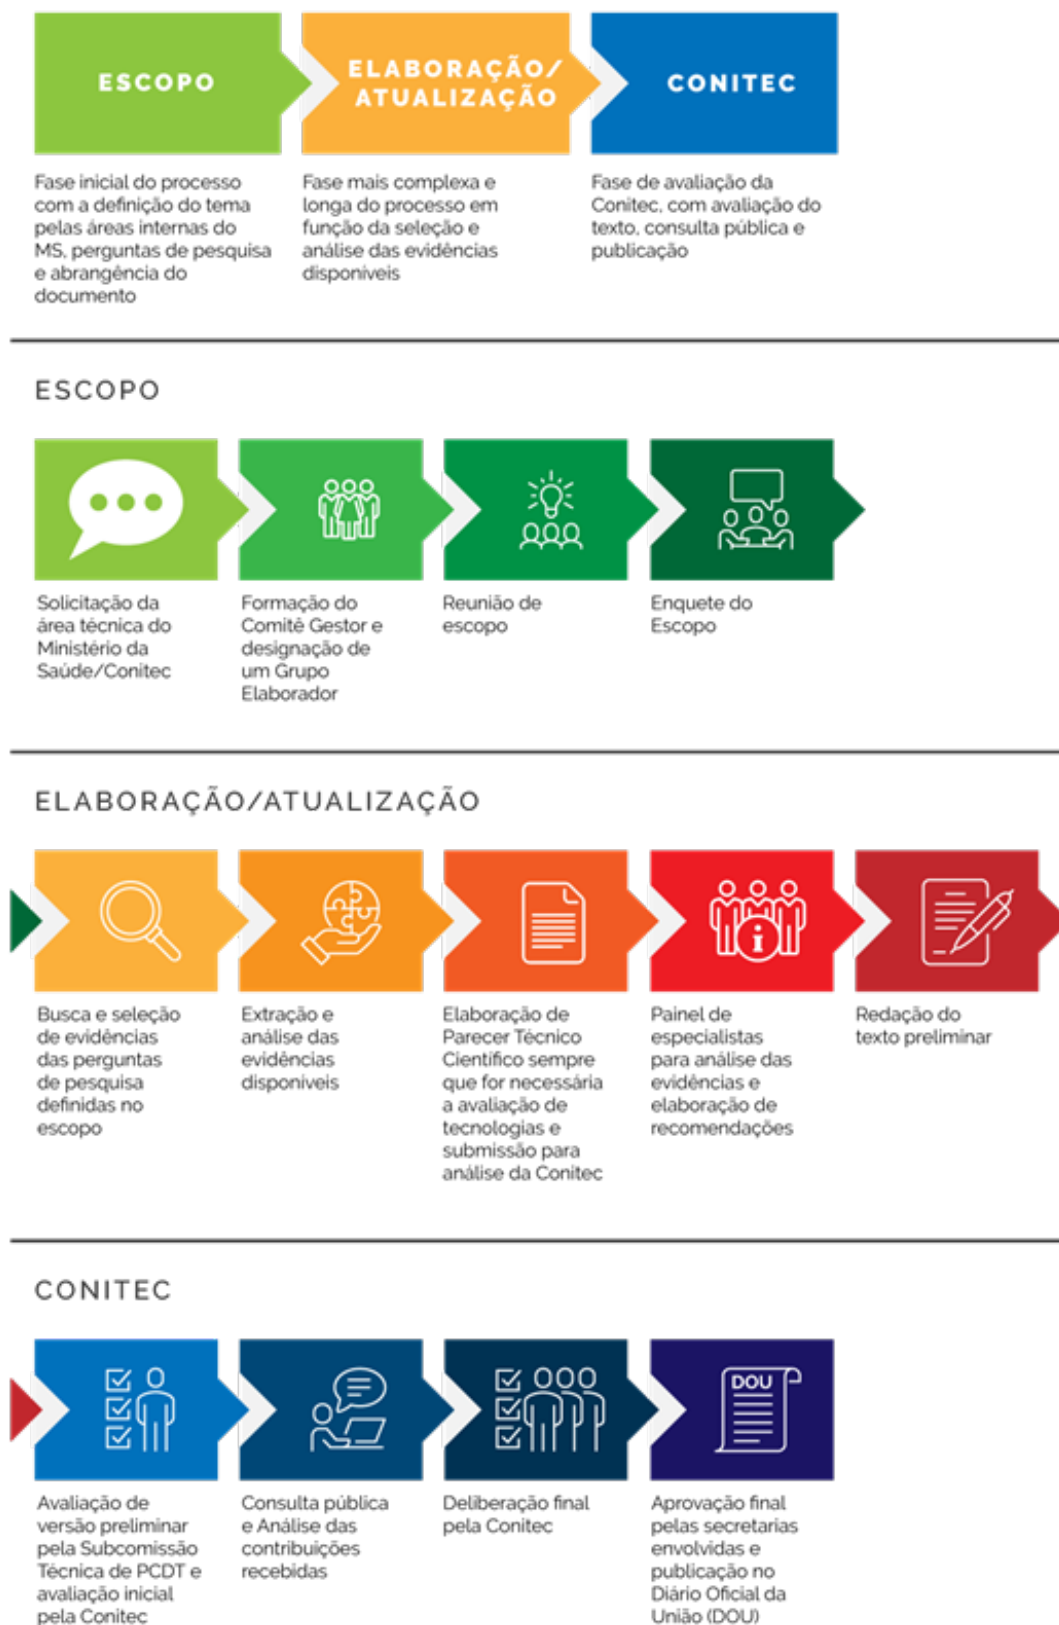 ESCOPO
ELABORAÇÃO/
ATUALIZAÇÃO
CONITEC
Fase inicial do processo
com a definição do tema
pelas áreas internas do
MS, perguntas de pesquisa
e abrangência do
documento
Fase mais complexa e
longa do processo em
função da seleção e
análise das evidências
disponíveis
Fase de avaliação da
Conitec, com avaliação do
texto, consulta pública e
publicação
ESCOPO
Solicitação da
área técnica do
Ministério da
Saúde/Conitec
Formação do
Comitê Gestor e
designação de
um Grupo
Elaborador
Reunião de
escopo
Enquete do
Escopo
ELABORAÇÃO/ATUALIZAÇÃO
i
Busca e seleção
de evidências
das perguntas
de pesquisa
definidas no
escopo
Extração e
análise das
evidências
disponíveis
Elaboração de
Parecer Técnico
Científico sempre
que for necessária
a avaliação de
tecnologias e
submissão para
análise da Conitec
Painel de
especialistas
para análise das
evidências e
elaboração de
recomendações
Redação do
texto preliminar
CONITEC
DOU
Avaliação de
versão preliminar
pela Subcomissão
Técnica de PCDT e
avaliação inicial
pela Conitec
Consulta pública
e Análise das
contribuições
recebidas
Deliberação final
pela Conitec
Aprovação final
pelas secretarias
envolvidas e
publicação no
Diário Oficial da
União (DOU)